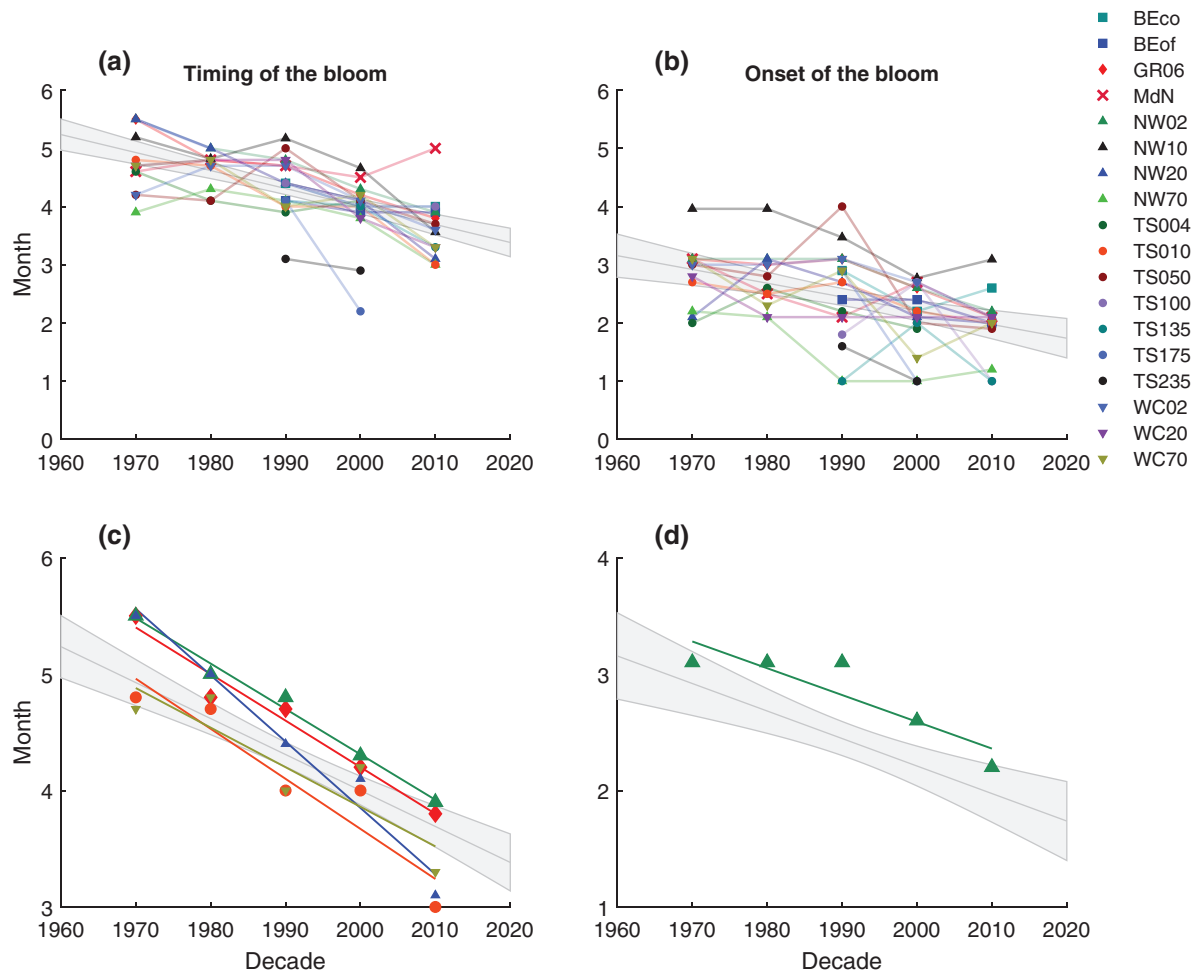 (a)
Timing of the bloom
6
5
4
3
2
1
0
Month
1960 1970 1980 1990 2000 2010 2020
(b)
Onset of the bloom
6
5
4
3
2
1
0
1960 1970 1980 1990 2000 2010 2020
BEco
BEof
GR06
MdN
NW02
NW10
NW20
NW70
TS004
TS010
TS050
TS100
TS135
TS175
TS235
WC02
WC20
WC70
(c)
6
5
4
3
Month
1960 1970 1980 1990 2000 2010 2020
Decade
(d)
4
3
2
1
1960 1970 1980 1990 2000 2010 2020
Decade